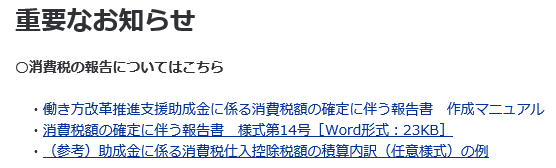 重要なお知らせ
○消費税の報告についてはこちら
・働き方改革推進支援助成金に係る消費税額の確定に伴う報告書　作成マニュアル
・消費税額の確定に伴う報告書　様式第14号［Word形式：23KB］
・（参考）助成金に係る消費税仕入控除税額の積算内訳（任意様式）の例